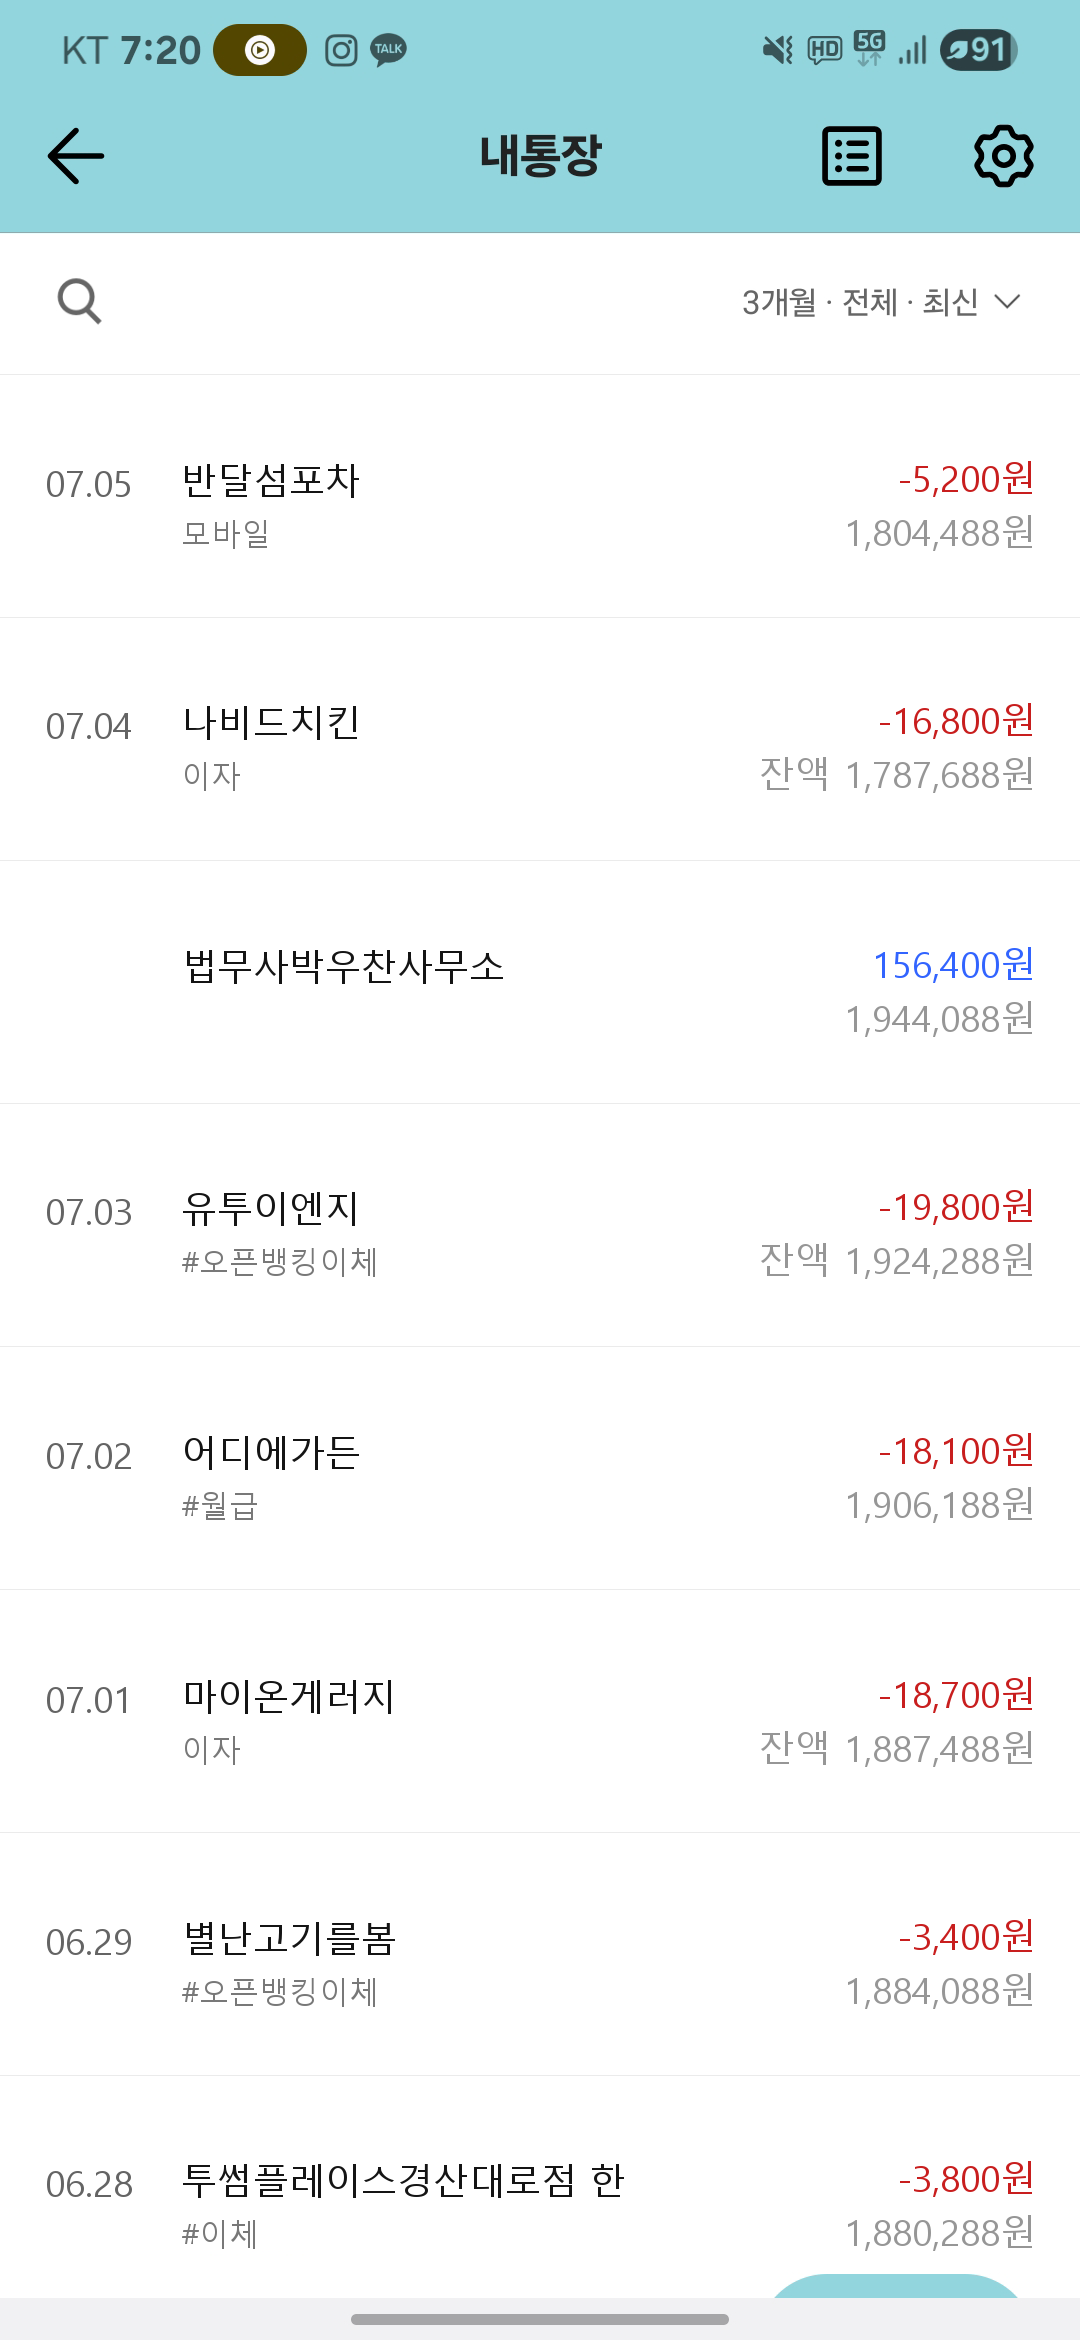 KT 7:20 TALK HD 5G 91
내통장
3개월 · 전체 · 최신
07.05 반달섬포차 -5,200원
모바일 1,804,488원
07.04 나비드치킨 -16,800원
이자 잔액 1,787,688원
법무사박우찬사무소 156,400원
1,944,088원
07.03 유투이엔지 -19,800원
#오픈뱅킹이체 잔액 1,924,288원
07.02 어디에가든 -18,100원
#월급 1,906,188원
07.01 마이온게러지 -18,700원
이자 잔액 1,887,488원
06.29 별난고기를봄 -3,400원
#오픈뱅킹이체 1,884,088원
06.28 투썸플레이스경산대로점 한 -3,800원
#이체 1,880,288원